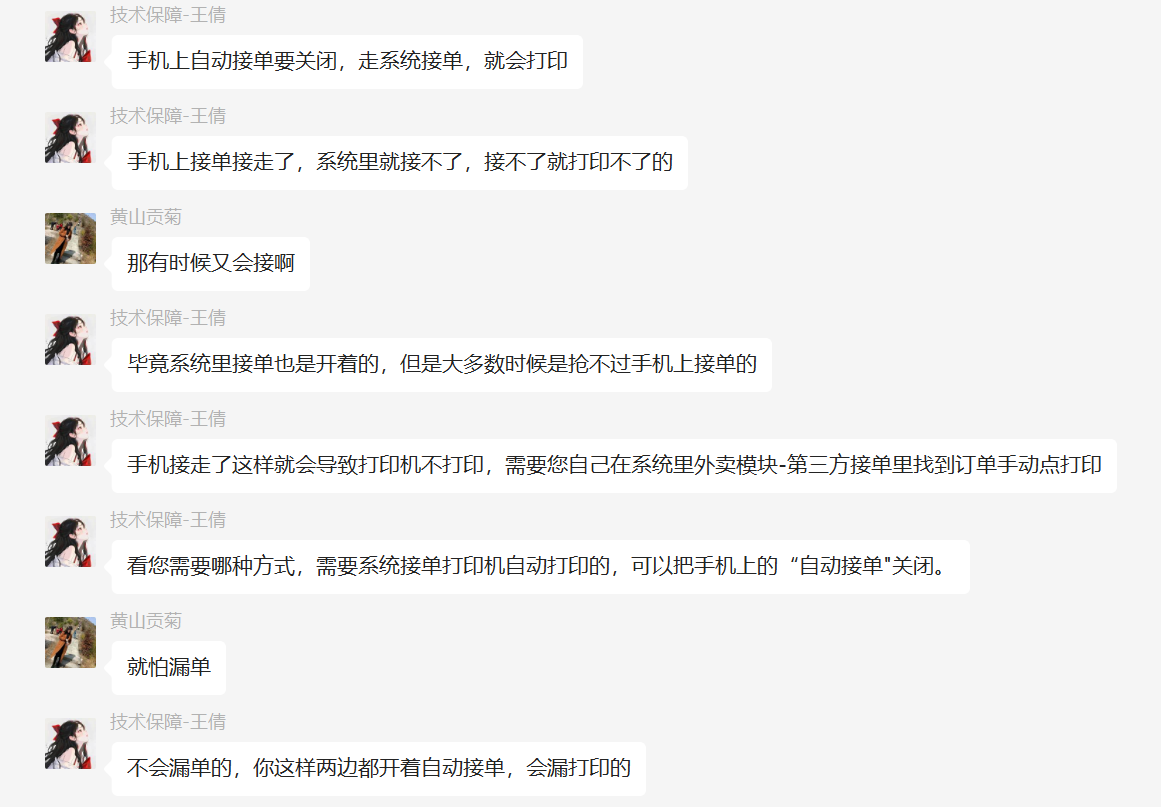 技术保障-王倩
手机上自动接单要关闭，走系统接单，就会打印
技术保障-王倩
手机上接单接走了，系统里就接不了，接不了就打印不了的
黄山贡菊
那有时候又会接啊
技术保障-王倩
毕竟系统里接单也是开着的，但是大多数时候是抢不过手机上接单的
技术保障-王倩
手机接走了这样就会导致打印机不打印，需要您自己在系统里外卖模块-第三方接单里找到订单手动点打印
技术保障-王倩
看您需要哪种方式，需要系统接单打印机自动打印的，可以把手机上的“自动接单"关闭。
黄山贡菊
就怕漏单
技术保障-王倩
不会漏单的，你这样两边都开着自动接单，会漏打印的